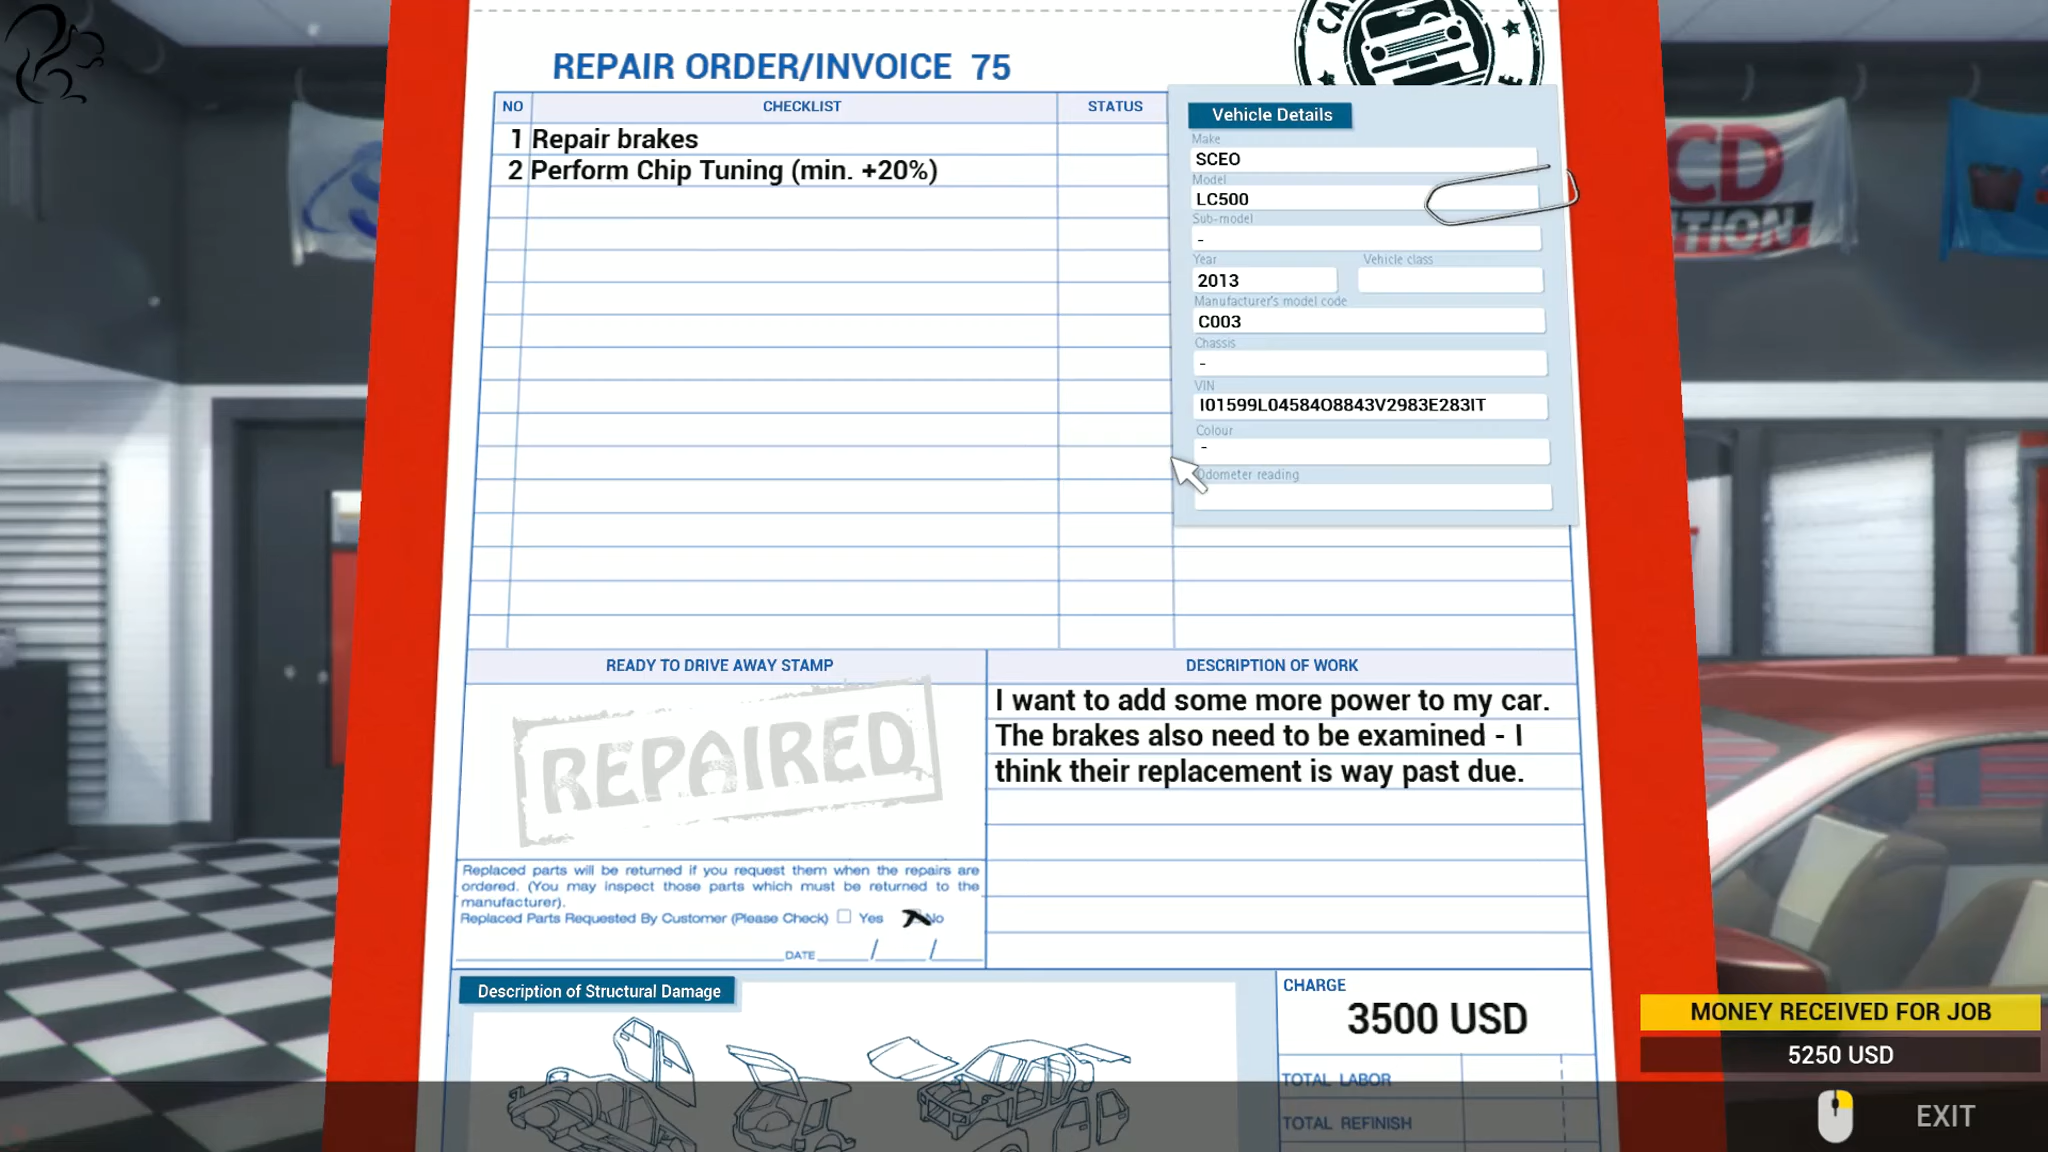 REPAIR ORDER/INVOICE 75
NO CHECKLIST STATUS
1 Repair brakes
2 Perform Chip Tuning (min. +20%)
Vehicle Details
Make
SCEO
Model
LC500
Sub-model
-
Year Vehicle class
2013
Manufacturer's model code
C003
Chassis
-
VIN
I01599L04584O8843V2983E283IT
Colour
-
Odometer reading
CD
TION
READY TO DRIVE AWAY STAMP
REPAIRED
Replaced parts will be returned if you request them when the repairs are
ordered. (You may inspect those parts which must be returned to the
manufacturer).
Replaced Parts Requested By Customer (Please Check) Yes No
DATE / /
DESCRIPTION OF WORK
I want to add some more power to my car.
The brakes also need to be examined - I
think their replacement is way past due.
Description of Structural Damage
CHARGE
3500 USD
TOTAL LABOR
TOTAL REFINISH
MONEY RECEIVED FOR JOB
5250 USD
EXIT